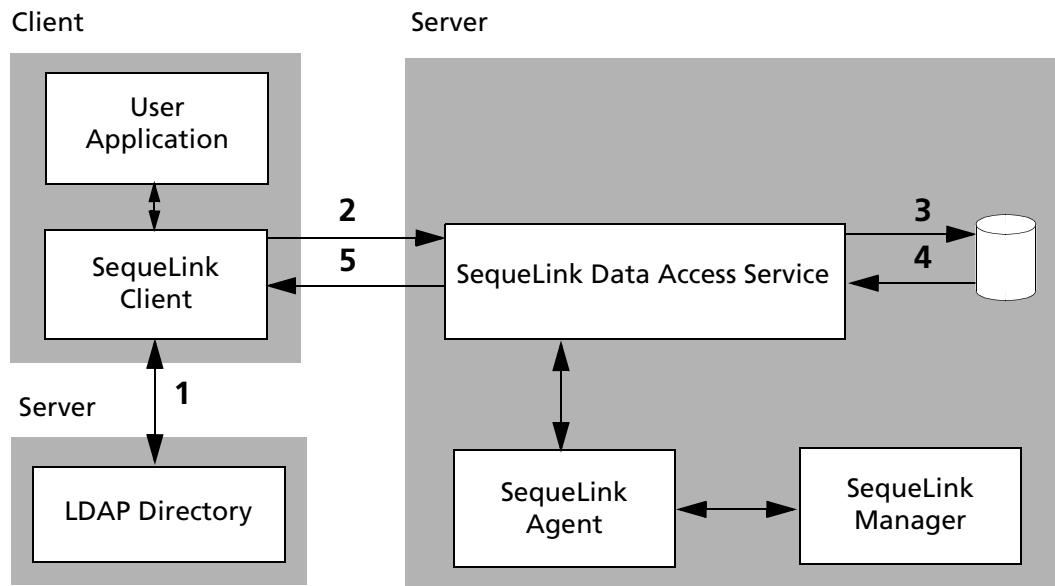 Client
Server
User
Application
2
3
SequeLink
Client
5
SequeLink Data Access Service
4
1
Server
LDAP Directory
SequeLink
Agent
SequeLink
Manager